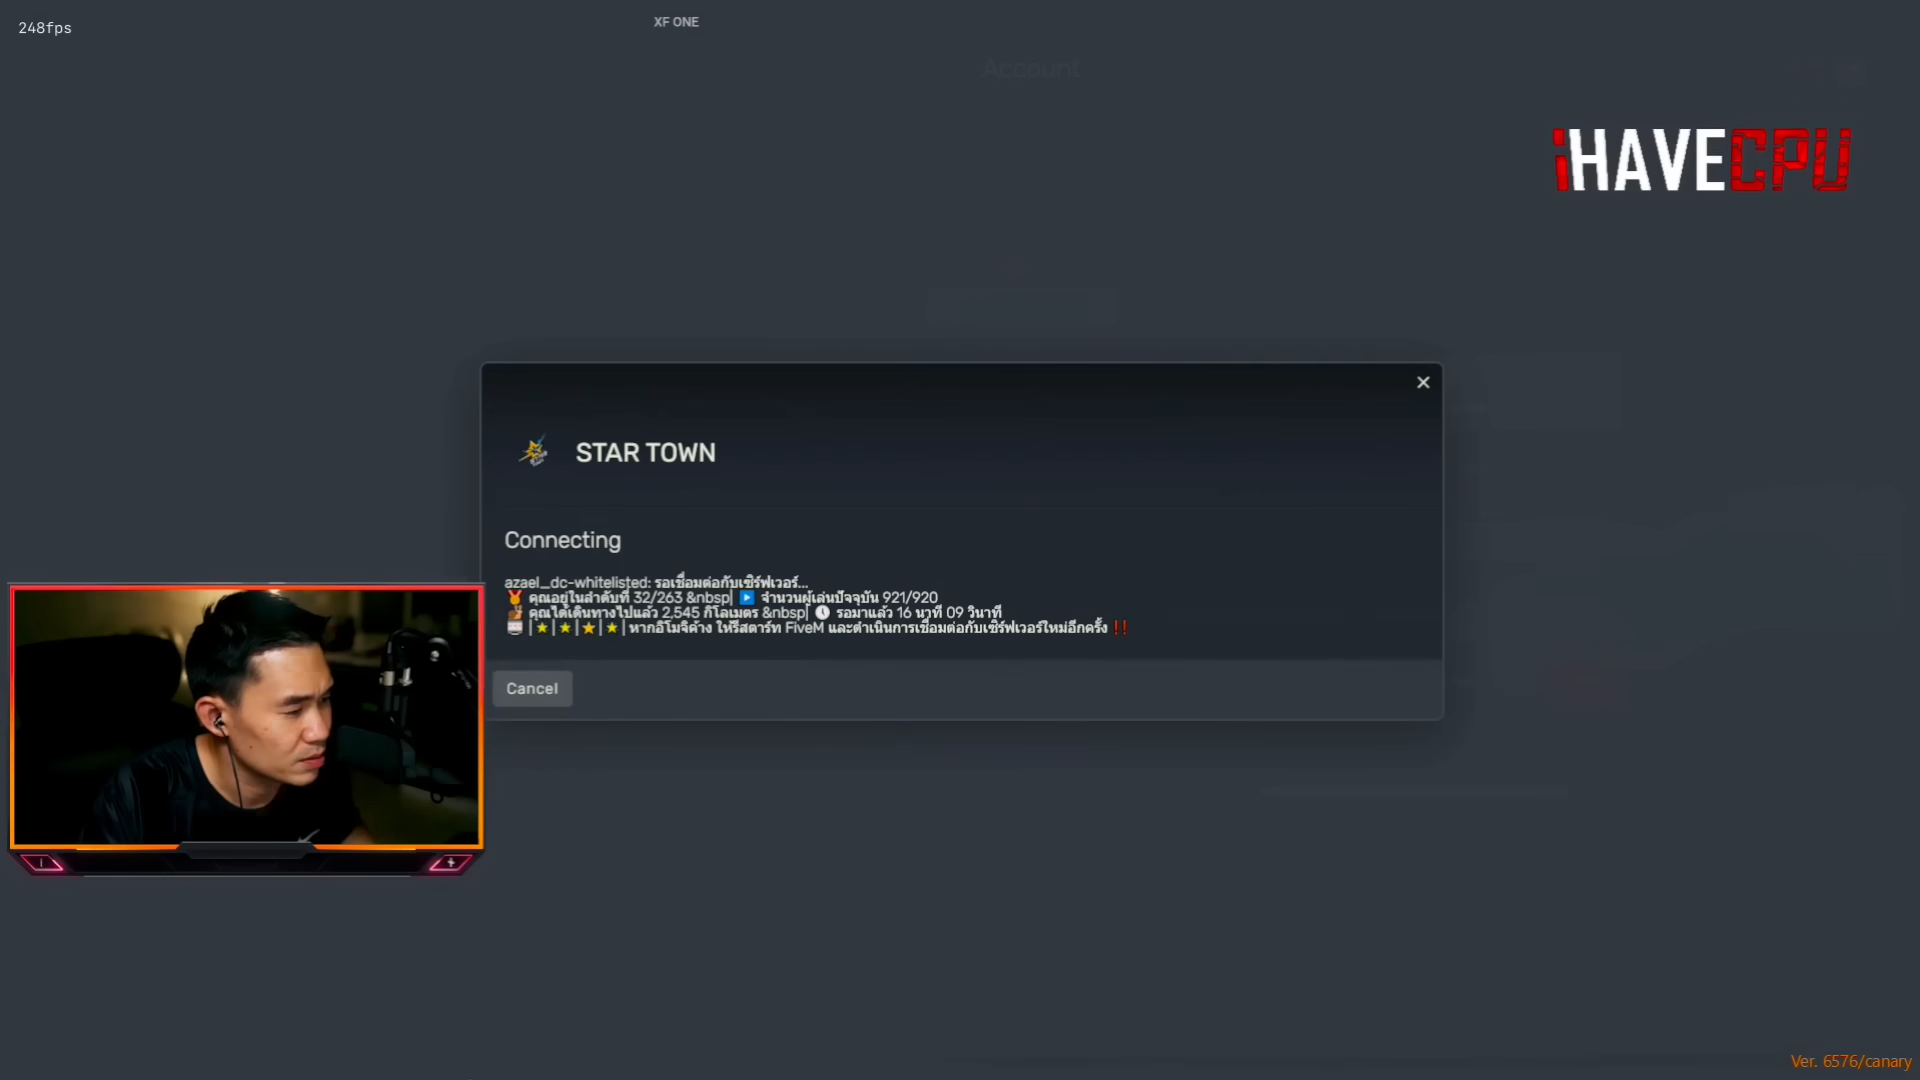 248fps
XF ONE
Account
iHAVECPU
STAR TOWN
Connecting
azael_dc-whitelisted: รอเชื่อมต่อกับเซิร์ฟเวอร์...
🏅 คุณอยู่ในลำดับที่ 32/263 &nbsp| ▶️ จำนวนผู้เล่นปัจจุบัน 921/920
คุณได้เดินทางไปแล้ว 2,545 กิโลเมตร &nbsp| 🕓 รอมาแล้ว 16 นาที 09 วินาที
|⭐|⭐|⭐|⭐| หากอิโมจิค้าง ให้รีสตาร์ท FiveM และดำเนินการเชื่อมต่อกับเซิร์ฟเวอร์ใหม่อีกครั้ง ‼️
Cancel
Ver. 6576/canary